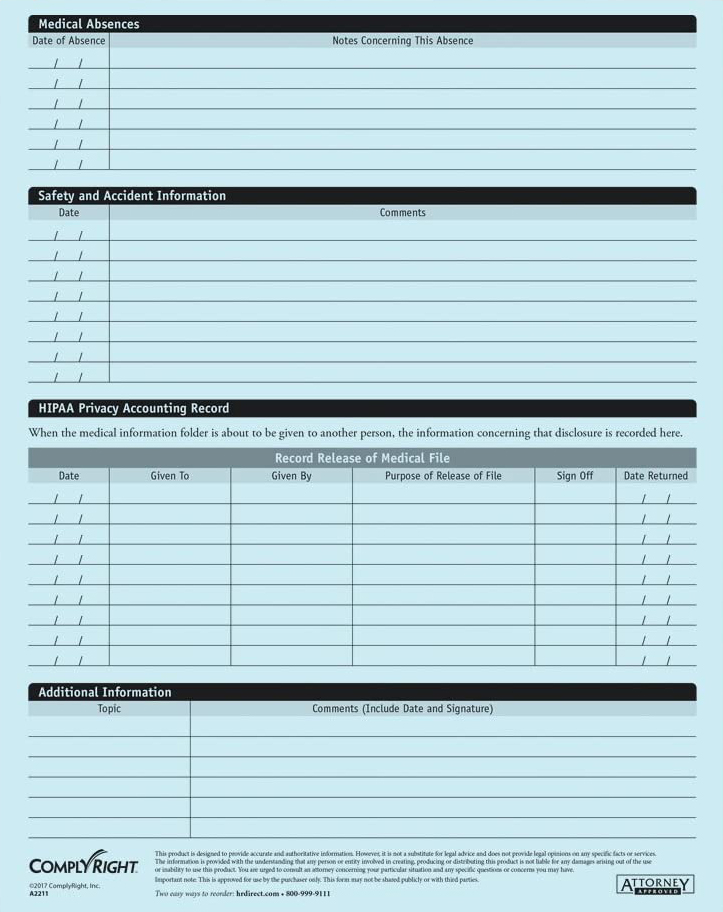 Medical Absences
Date of Absence Notes Concerning This Absence
/ /
/ /
/ /
/ /
/ /
/ /
Safety and Accident Information
Date Comments
/ /
/ /
/ /
/ /
/ /
/ /
/ /
/ /
HIPAA Privacy Accounting Record
When the medical information folder is about to be given to another person, the information concerning that disclosure is recorded here.
Record Release of Medical File
Date Given To Given By Purpose of Release of File Sign Off Date Returned
/ / / /
/ / / /
/ / / /
/ / / /
/ / / /
/ / / /
/ / / /
/ / / /
/ / / /
Additional Information
Topic Comments (Include Date and Signature)
COMPLYRIGHT
©2017 ComplyRight, Inc.
A2211
This product is designed to provide accurate and authoritative information. However, it is not a substitute for legal advice and does not provide legal opinions on any specific facts or services.
The information is provided with the understanding that any person or entity involved in creating, producing or distributing this product is not liable for any damages arising out of the use
or inability to use this product. You are urged to consult an attorney concerning your particular situation and any specific questions or concerns you may have.
Important note: This is approved for use by the purchaser only. This form may not be shared publicly or with third parties.
Two easy ways to reorder: hrdirect.com • 800-999-9111
ATTORNEY
APPROVED